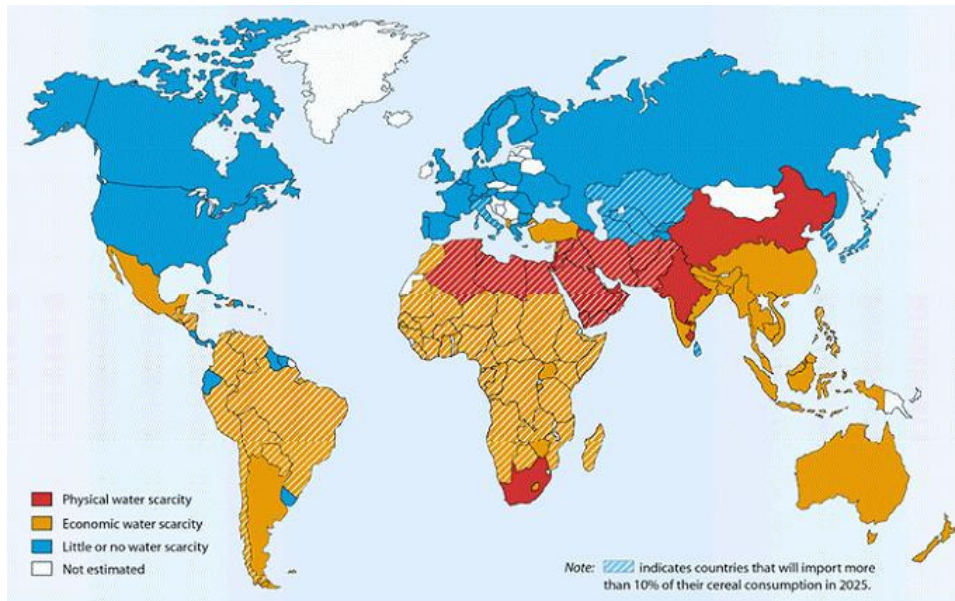 Physical water scarcity
Economic water scarcity
Little or no water scarcity
Not estimated
Note: indicates countries that will import more
than 10% of their cereal consumption in 2025.